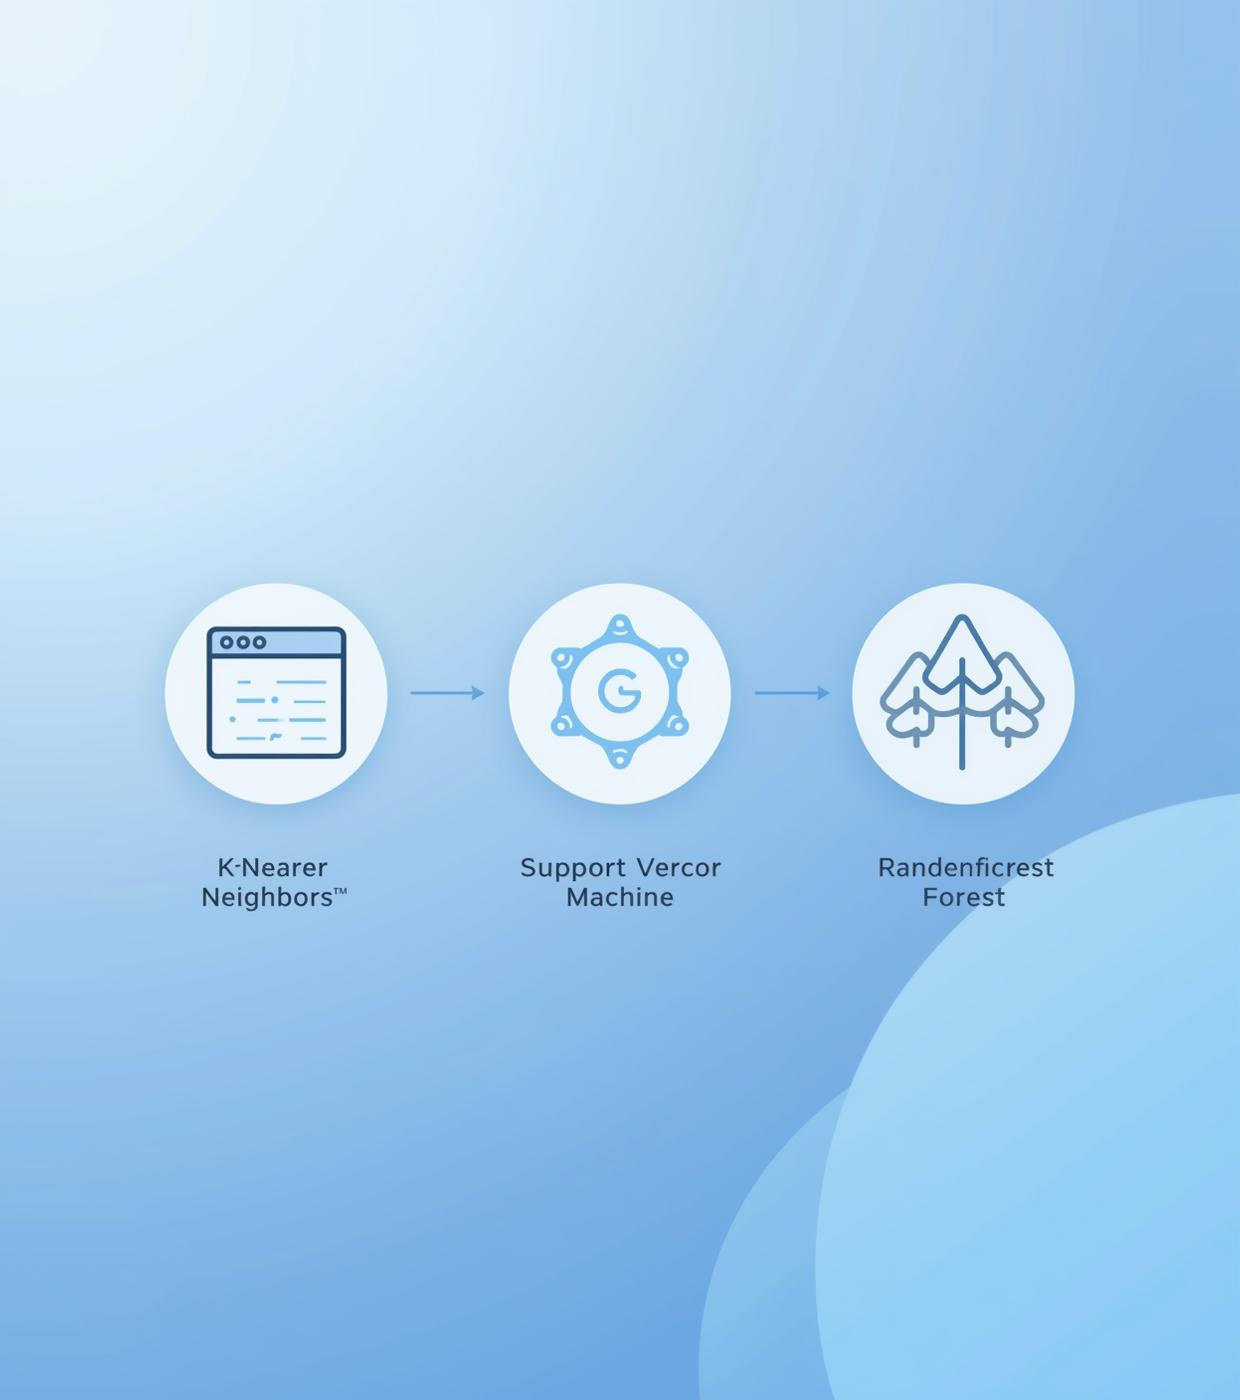 K-Nearer
Neighbors™
G
Support Vercor
Machine
Randenficrest
Forest